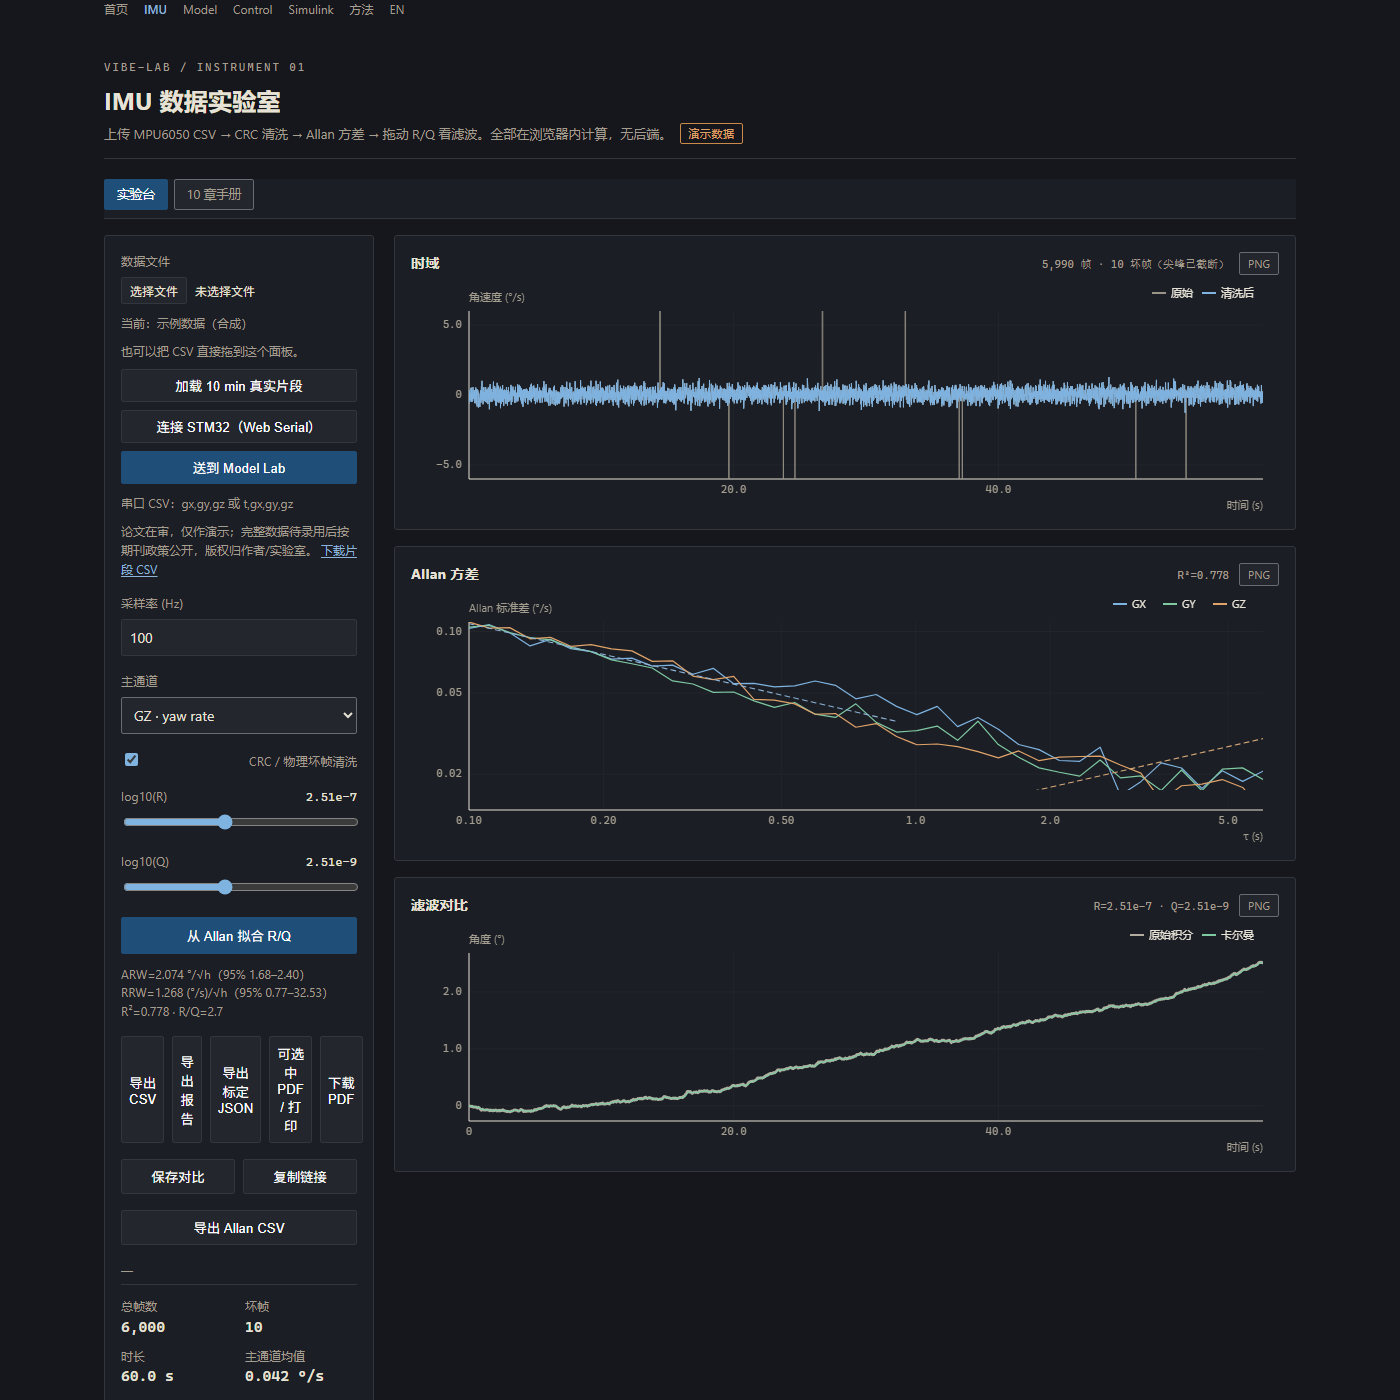 首页 IMU Model Control Simulink 方法 EN
VIBE-LAB / INSTRUMENT 01
IMU 数据实验室
上传 MPU6050 CSV → CRC 清洗 → Allan 方差 → 拖动 R/Q 看滤波。全部在浏览器内计算，无后端。 演示数据
实验台 10 章手册
数据文件
选择文件 未选择文件
当前：示例数据（合成）
也可以把 CSV 直接拖到这个面板。
加载 10 min 真实片段
连接 STM32（Web Serial）
送到 Model Lab
串口 CSV：gx,gy,gz 或 t,gx,gy,gz
论文在审，仅作演示；完整数据待录用后按
期刊政策公开，版权归作者/实验室。 下载片
段 CSV
采样率 (Hz)
100
主通道
GZ · yaw rate
CRC / 物理坏帧清洗
log10(R) 2.51e-7
log10(Q) 2.51e-9
从 Allan 拟合 R/Q
ARW=2.074 °/√h（95% 1.68–2.40）
RRW=1.268 (°/s)/√h（95% 0.77–32.53）
R²=0.778 · R/Q=2.7
导出
CSV
导
出
报
告
导出
标定
JSON
可选
中
PDF
/ 打
印
下载
PDF
保存对比 复制链接
导出 Allan CSV
—
总帧数 坏帧
6,000 10
时长 主通道均值
60.0 s 0.042 °/s
时域 5,990 帧 · 10 坏帧（尖峰已截断） PNG
角速度 (°/s) 原始 清洗后
5.0
0
−5.0
20.0 40.0
时间 (s)
Allan 方差 R²=0.778 PNG
Allan 标准差 (°/s) GX GY GZ
0.10
0.05
0.02
0.10 0.20 0.50 1.0 2.0 5.0
τ (s)
滤波对比 R=2.51e-7 · Q=2.51e-9 PNG
角度 (°) 原始积分 卡尔曼
2.0
1.0
0
0 20.0 40.0
时间 (s)